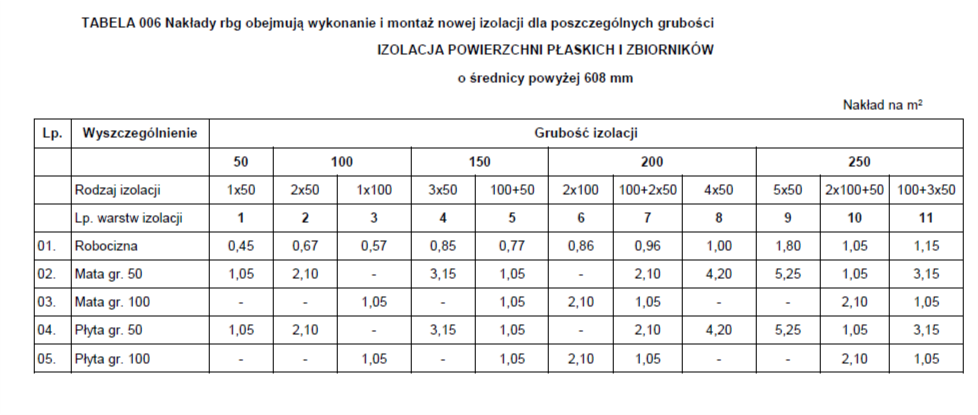 TABELA 006 Nakłady rbg obejmują wykonanie i montaż nowej izolacji dla poszczególnych grubości
IZOLACJA POWIERZCHNI PŁASKICH I ZBIORNIKÓW
o średnicy powyżej 608 mm
Nakład na m²
Lp. Wyszczególnienie Grubość izolacji
50 100 150 200 250
Rodzaj izolacji 1x50 2x50 1x100 3x50 100+50 2x100 100+2x50 4x50 5x50 2x100+50 100+3x50
Lp. warstw izolacji 1 2 3 4 5 6 7 8 9 10 11
01. Robocizna 0,45 0,67 0,57 0,85 0,77 0,86 0,96 1,00 1,80 1,05 1,15
02. Mata gr. 50 1,05 2,10 - 3,15 1,05 - 2,10 4,20 5,25 1,05 3,15
03. Mata gr. 100 - - 1,05 - 1,05 2,10 1,05 - - 2,10 1,05
04. Płyta gr. 50 1,05 2,10 - 3,15 1,05 - 2,10 4,20 5,25 1,05 3,15
05. Płyta gr. 100 - - 1,05 - 1,05 2,10 1,05 - - 2,10 1,05